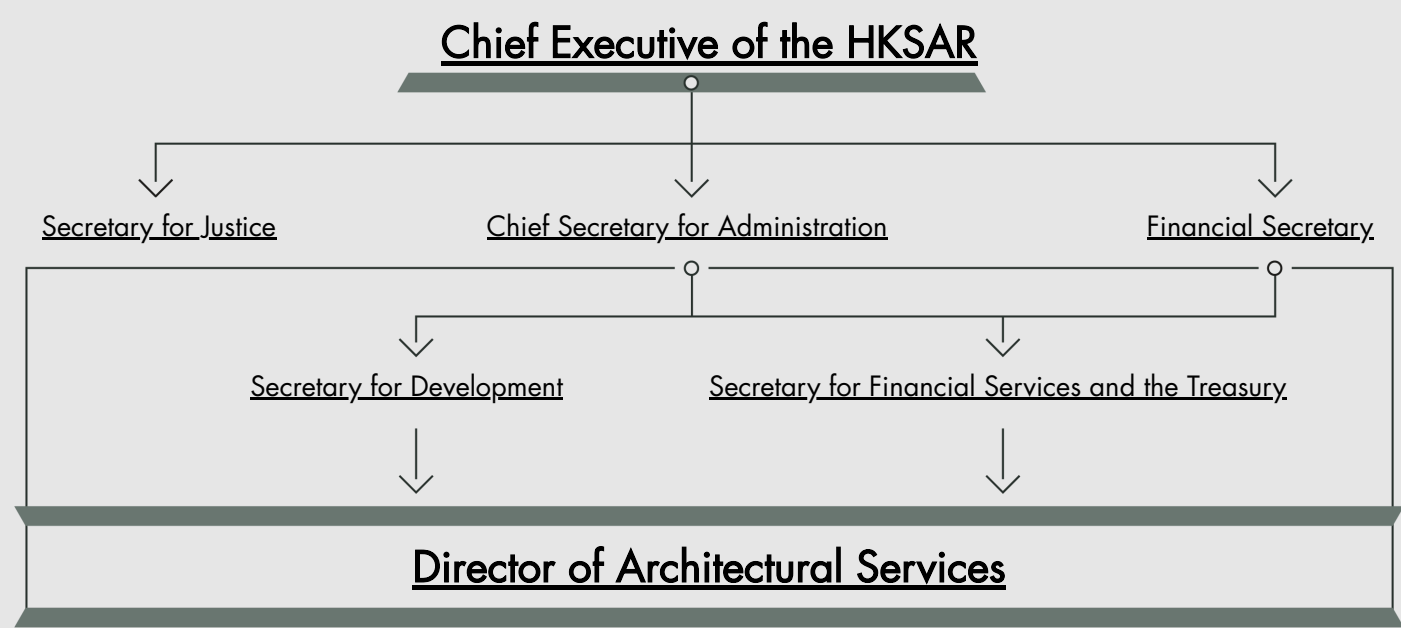 Chief Executive of the HKSAR
Secretary for Justice
Chief Secretary for Administration
Financial Secretary
Secretary for Development
Secretary for Financial Services and the Treasury
Director of Architectural Services